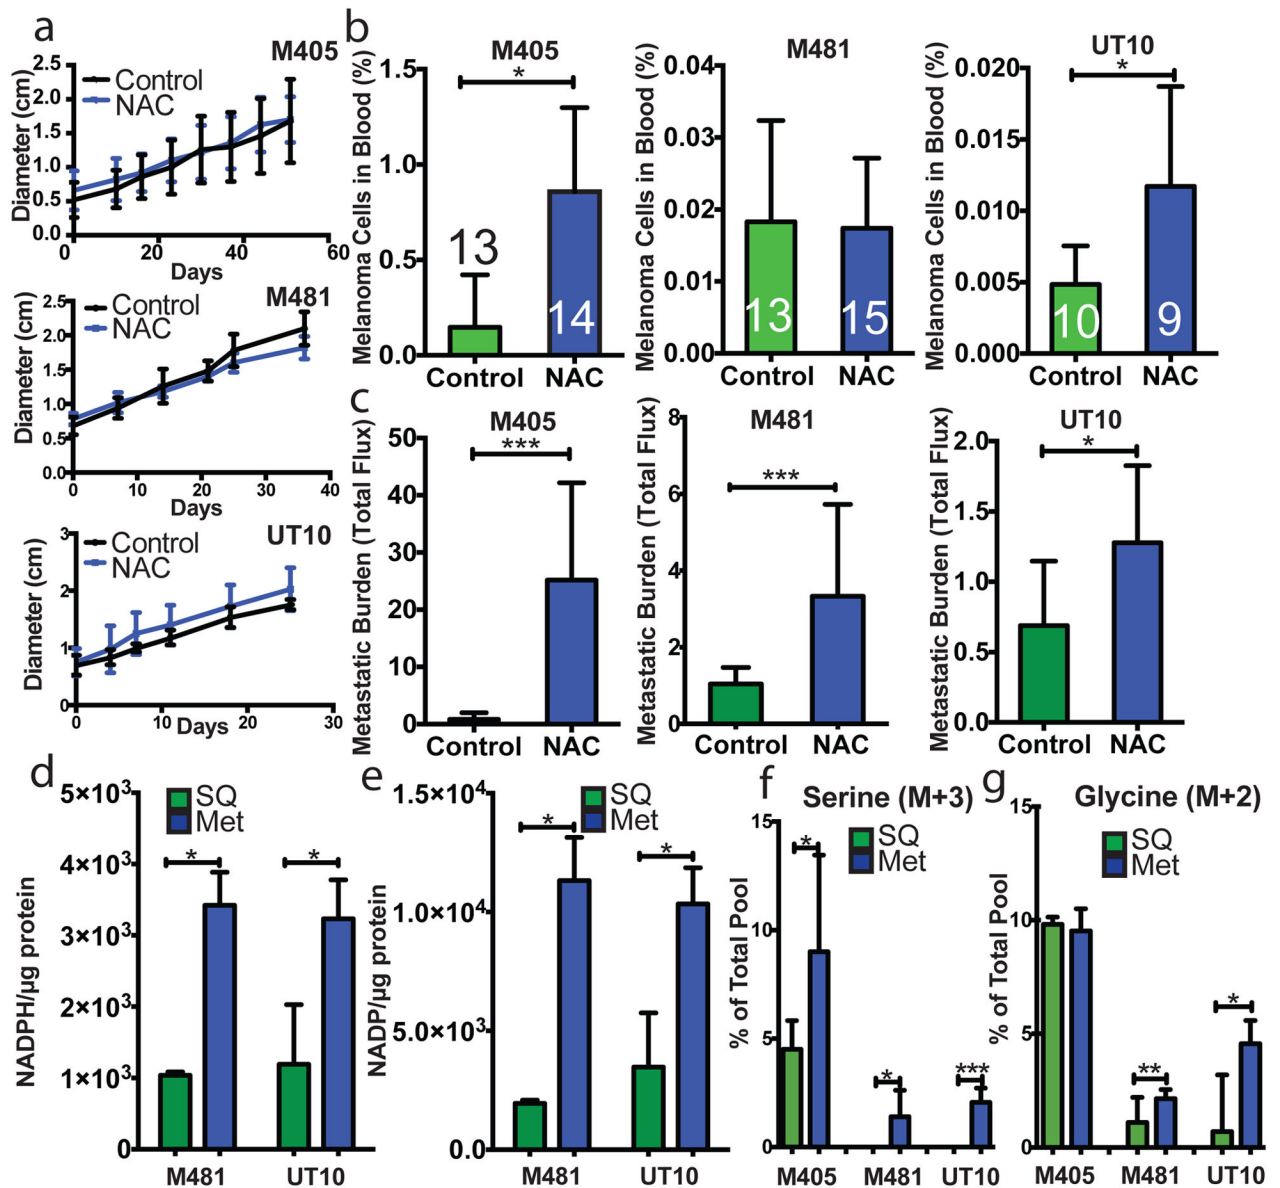 a
M405
Diameter (cm)
2.5
2.0
1.5
1.0
0.5
0.0
Control
NAC
0
20
40
60
Days
M481
Diameter (cm)
2.5
2.0
1.5
1.0
0.5
0.0
Control
NAC
0
10
20
30
40
Days
UT10
Diameter (cm)
3
2
1
0
Control
NAC
0
10
20
30
Days
b
M405
Melanoma Cells in Blood (%)
1.5
1.0
0.5
0.0
*
13
14
Control
NAC
M481
Melanoma Cells in Blood (%)
0.04
0.03
0.02
0.01
0.00
13
15
Control
NAC
UT10
Melanoma Cells in Blood (%)
0.020
0.015
0.010
0.005
0.000
*
10
9
Control
NAC
c
M405
Metastatic Burden (Total Flux)
50
40
30
20
10
0
***
Control
NAC
M481
Metastatic Burden (Total Flux)
8
6
4
2
0
***
Control
NAC
UT10
Metastatic Burden (Total Flux)
2.0
1.5
1.0
0.5
0.0
*
Control
NAC
d
SQ
Met
NADPH/µg protein
5×10³
4×10³
3×10³
2×10³
1×10³
0
*
*
M481
UT10
e
SQ
Met
NADP/µg protein
1.5×10⁴
1.0×10⁴
5.0×10³
0.0
*
*
M481
UT10
f
Serine (M+3)
SQ
Met
% of Total Pool
15
10
5
0
*
*
***
M405
M481
UT10
g
Glycine (M+2)
SQ
Met
% of Total Pool
15
10
5
0
**
*
M405
M481
UT10